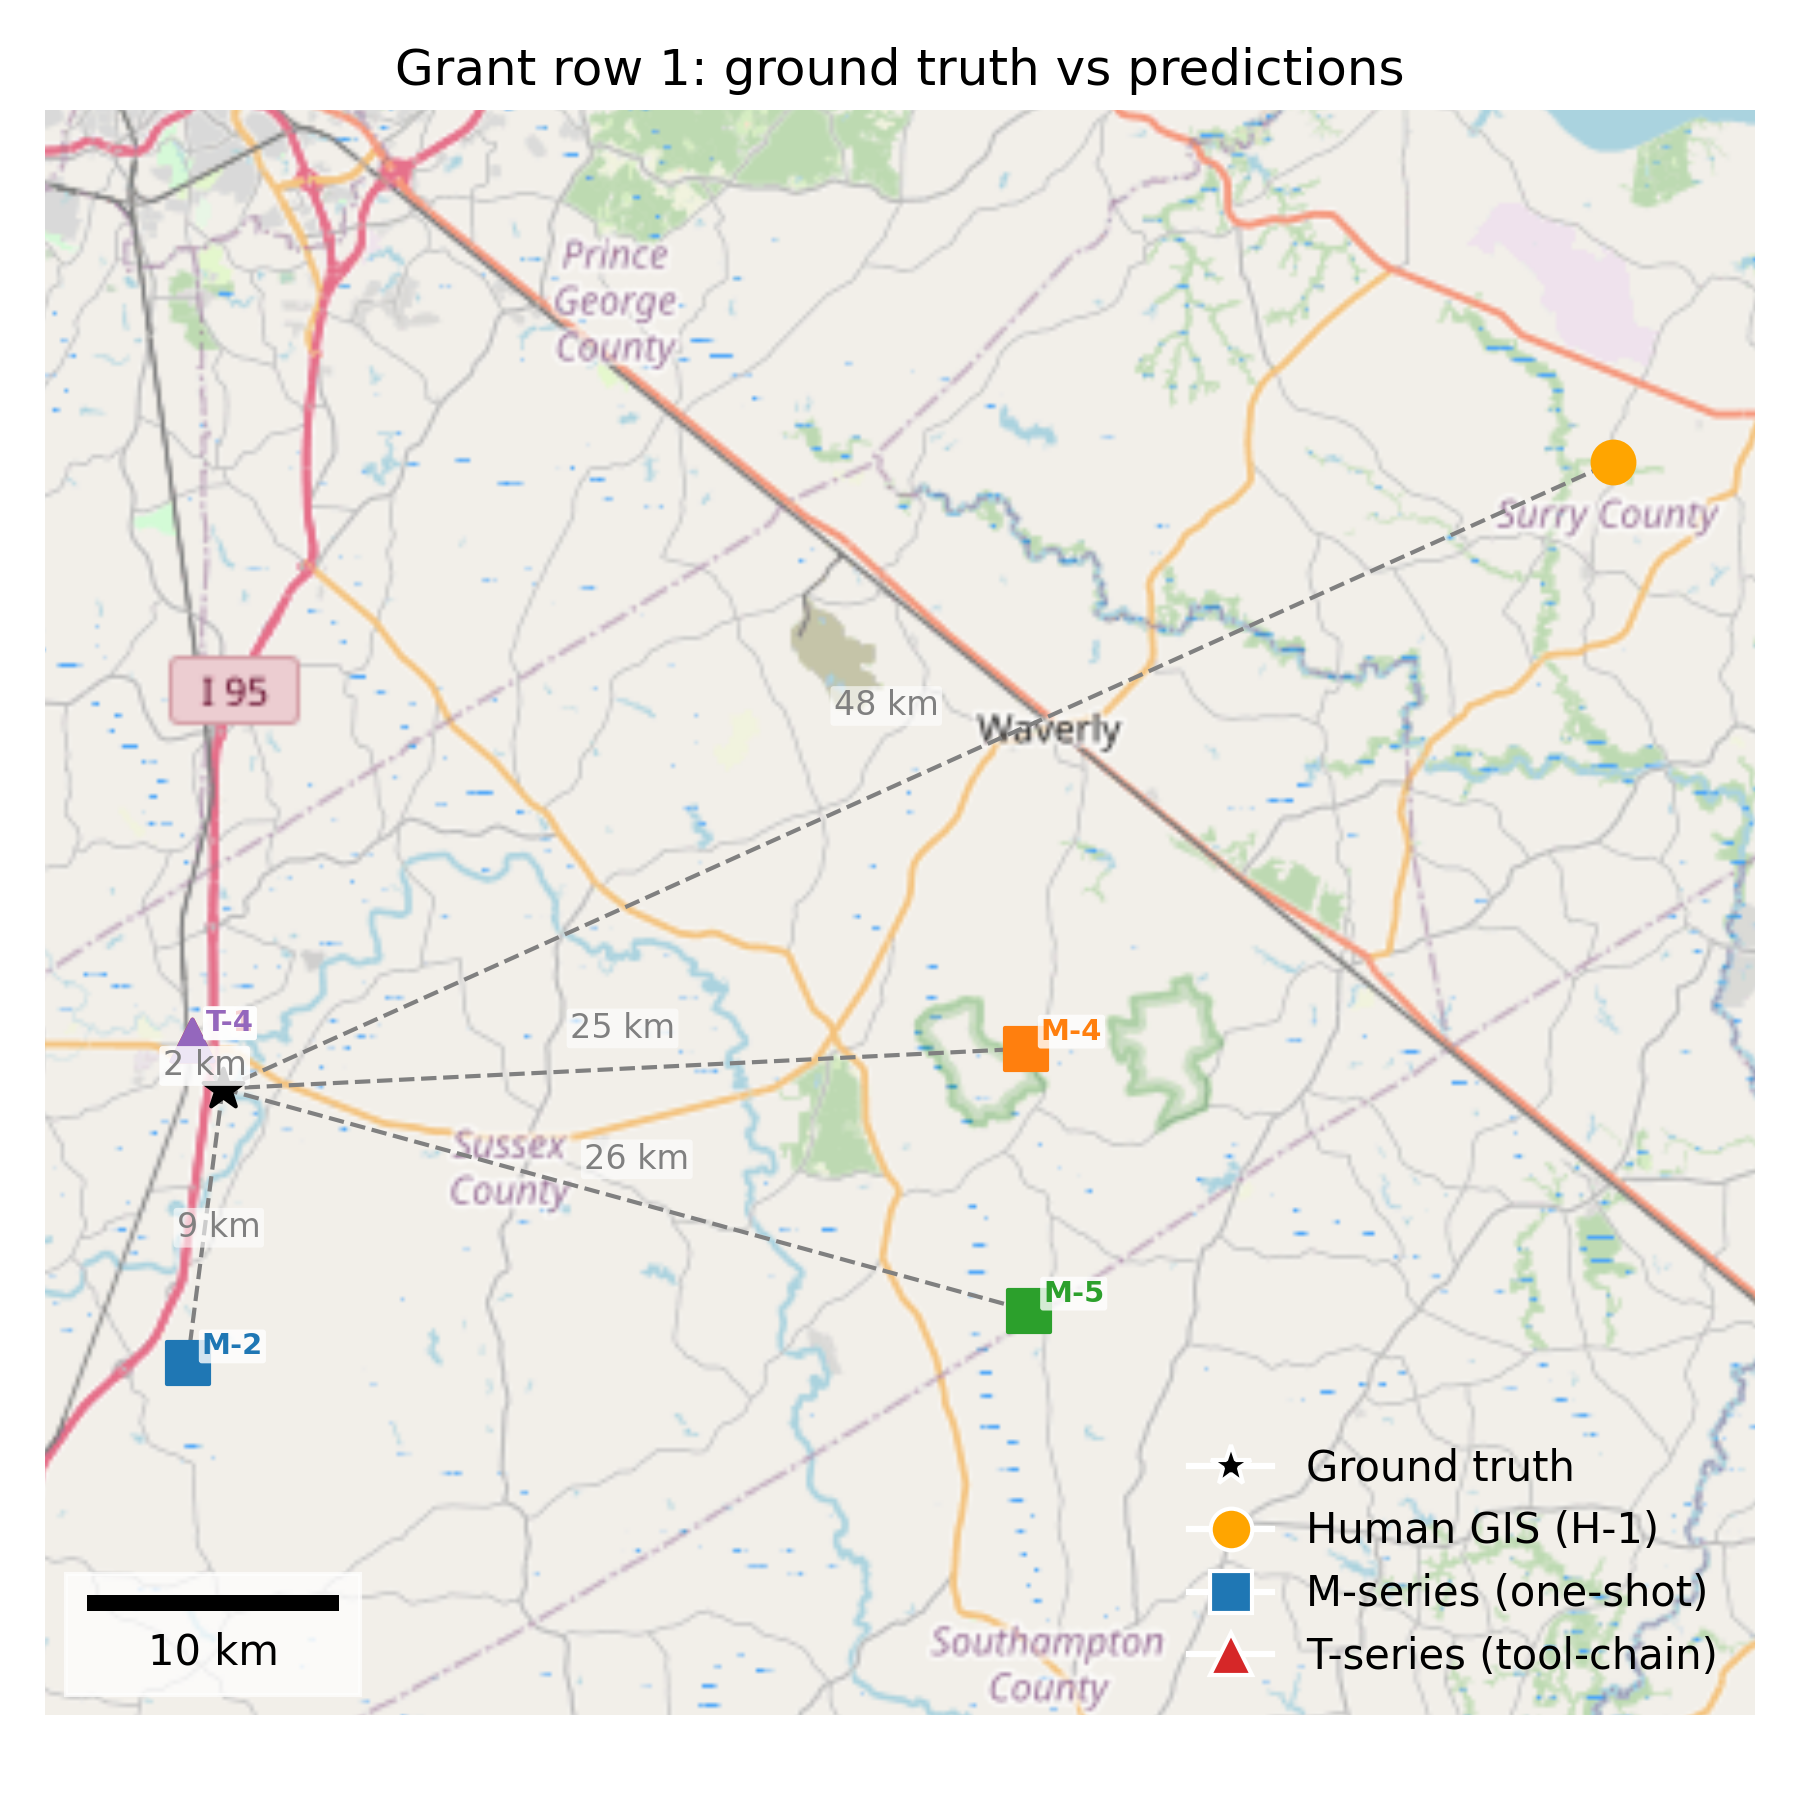 Grant row 1: ground truth vs predictions
Prince
George
County
Surry County
I 95
48 km
Waverly
T-4
25 km
M-4
2 km
Sussex
County
26 km
9 km
M-5
M-2
Ground truth
Human GIS (H-1)
M-series (one-shot)
T-series (tool-chain)
10 km
Southampton
County